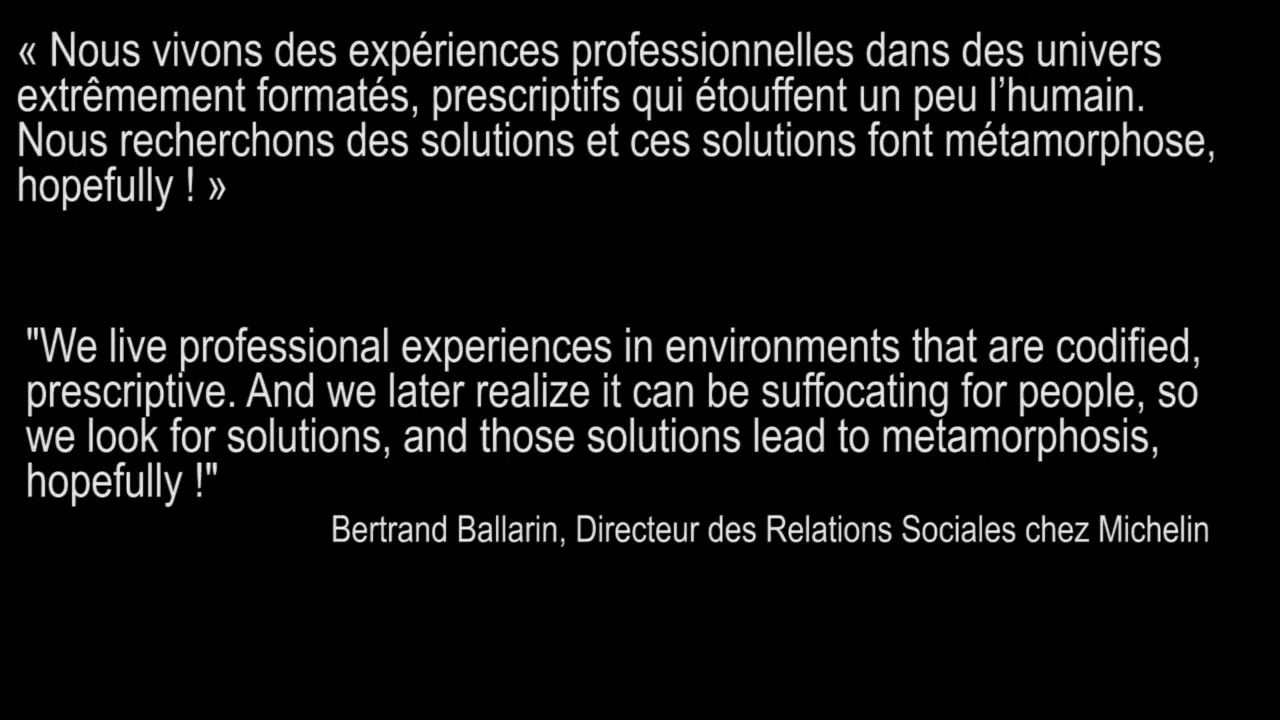 « Nous vivons des expériences professionnelles dans des univers
extrêmement formatés, prescriptifs qui étouffent un peu l’humain.
Nous recherchons des solutions et ces solutions font métamorphose,
hopefully ! »
"We live professional experiences in environments that are codified,
prescriptive. And we later realize it can be suffocating for people, so
we look for solutions, and those solutions lead to metamorphosis,
hopefully !"
Bertrand Ballarin, Directeur des Relations Sociales chez Michelin